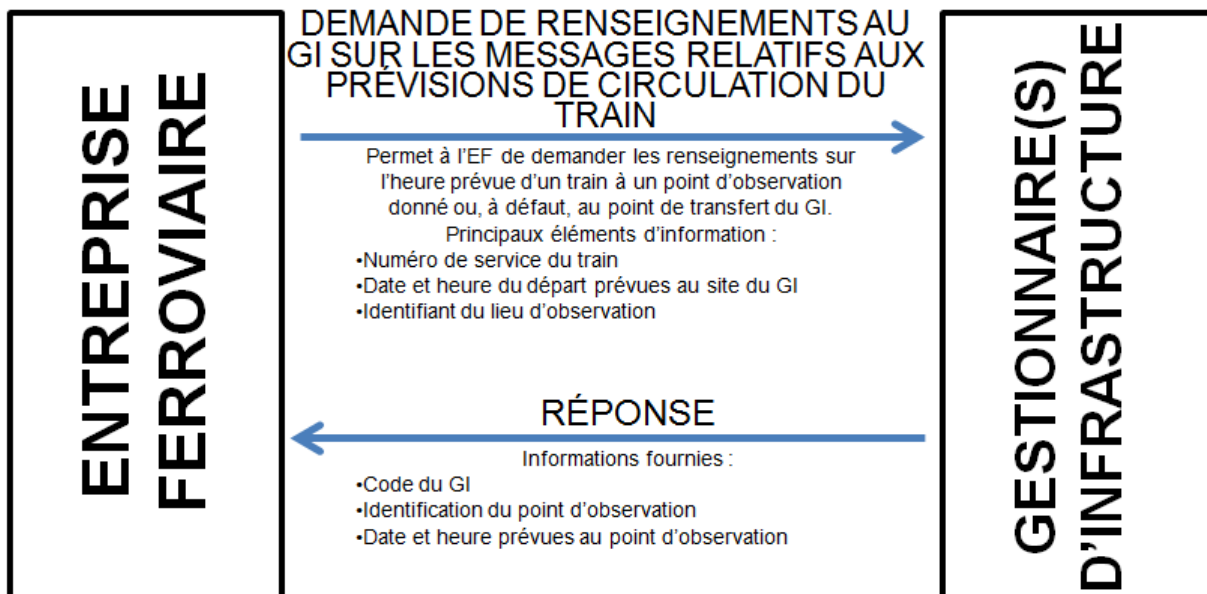 ENTREPRISE
FERROVIAIRE
DEMANDE DE RENSEIGNEMENTS AU
GI SUR LES MESSAGES RELATIFS AUX
PRÉVISIONS DE CIRCULATION DU
TRAIN
Permet à l’EF de demander les renseignements sur
l’heure prévue d’un train à un point d’observation
donné ou, à défaut, au point de transfert du GI.
Principaux éléments d’information :
•Numéro de service du train
•Date et heure du départ prévues au site du GI
•Identifiant du lieu d’observation
RÉPONSE
Informations fournies :
•Code du GI
•Identification du point d’observation
•Date et heure prévues au point d’observation
GESTIONNAIRE(S)
D’INFRASTRUCTURE